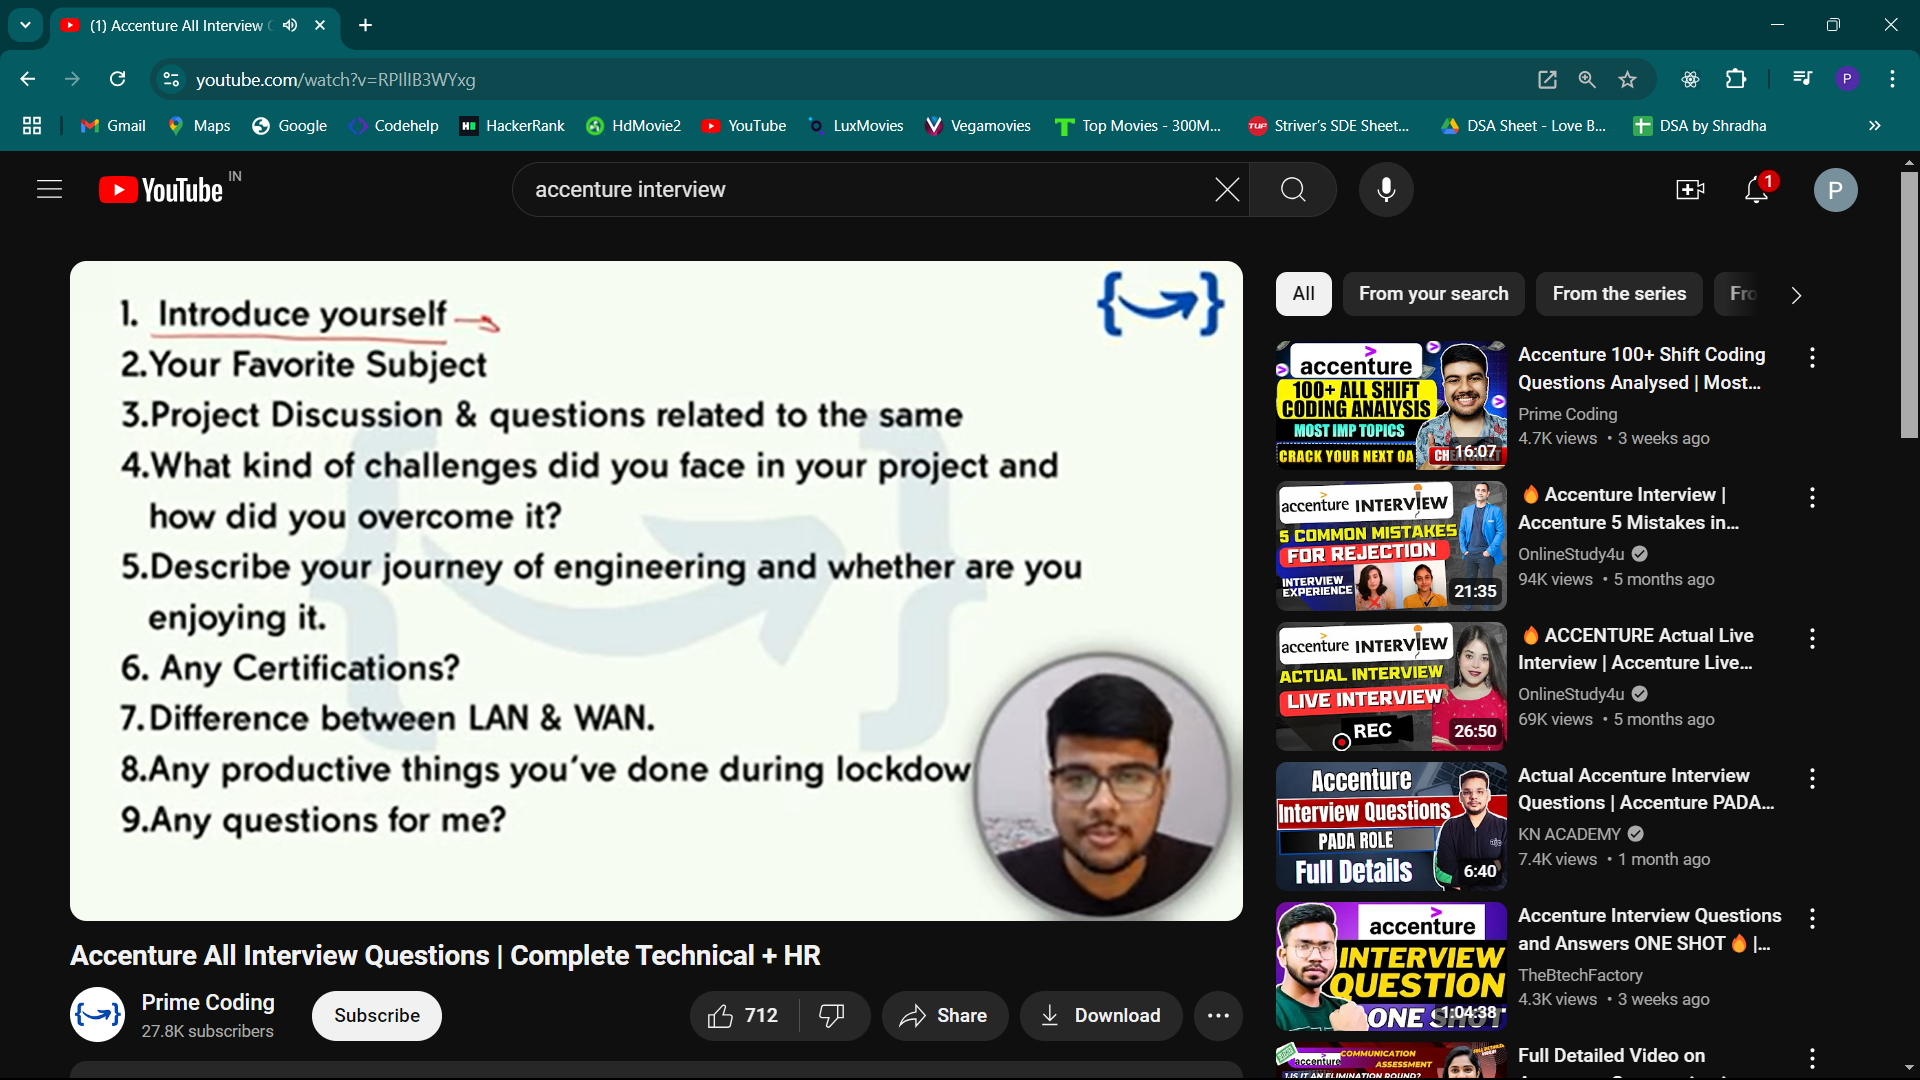 (1) Accenture All Interview
youtube.com/watch?v=RPIlIB3WYxg
P
Gmail
Maps
Google
Codehelp
HackerRank
HdMovie2
YouTube
LuxMovies
Vegamovies
Top Movies - 300M...
Striver's SDE Sheet...
DSA Sheet - Love B...
DSA by Shradha
YouTube IN
accenture interview
1
P
1. Introduce yourself
2.Your Favorite Subject
3.Project Discussion & questions related to the same
4.What kind of challenges did you face in your project and
how did you overcome it?
5.Describe your journey of engineering and whether are you
enjoying it.
6. Any Certifications?
7.Difference between LAN & WAN.
8.Any productive things you've done during lockdow
9.Any questions for me?
Accenture All Interview Questions | Complete Technical + HR
Prime Coding
27.8K subscribers
Subscribe
712
Share
Download
All
From your search
From the series
Fro
accenture
100+ ALL SHIFT
CODING ANALYSIS
MOST IMP TOPICS
CRACK YOUR NEXT OA
16:07
Accenture 100+ Shift Coding
Questions Analysed | Most...
Prime Coding
4.7K views • 3 weeks ago
accenture INTERVIEW
5 COMMON MISTAKES
FOR REJECTION
INTERVIEW
EXPERIENCE
21:35
🔥 Accenture Interview |
Accenture 5 Mistakes in...
OnlineStudy4u
94K views • 5 months ago
accenture INTERVIEW
ACTUAL INTERVIEW
LIVE INTERVIEW
REC
26:50
🔥 ACCENTURE Actual Live
Interview | Accenture Live...
OnlineStudy4u
69K views • 5 months ago
Accenture
Interview Questions
PADA ROLE
Full Details
6:40
Actual Accenture Interview
Questions | Accenture PADA...
KN ACADEMY
7.4K views • 1 month ago
accenture
INTERVIEW
QUESTION
ONE SHOT
1:04:38
Accenture Interview Questions
and Answers ONE SHOT 🔥 |...
TheBtechFactory
4.3K views • 3 weeks ago
accenture
COMMUNICATION
ASSESSMENT
1.IS IT AN ELIMINATION ROUND?
Full Detailed Video on